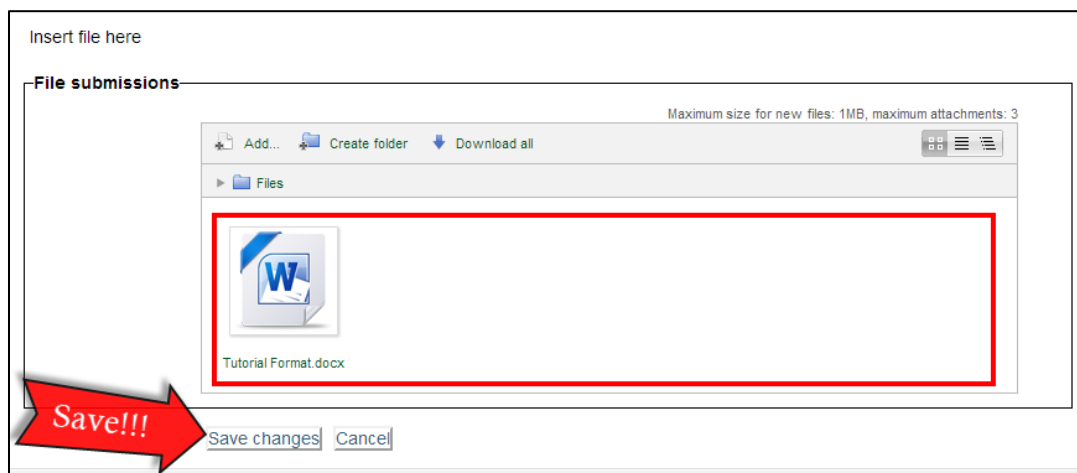 Insert file here
File submissions
Maximum size for new files: 1MB, maximum attachments: 3
Add... Create folder Download all
Files
W
Tutorial Format.docx
Save!!!
Save changes Cancel